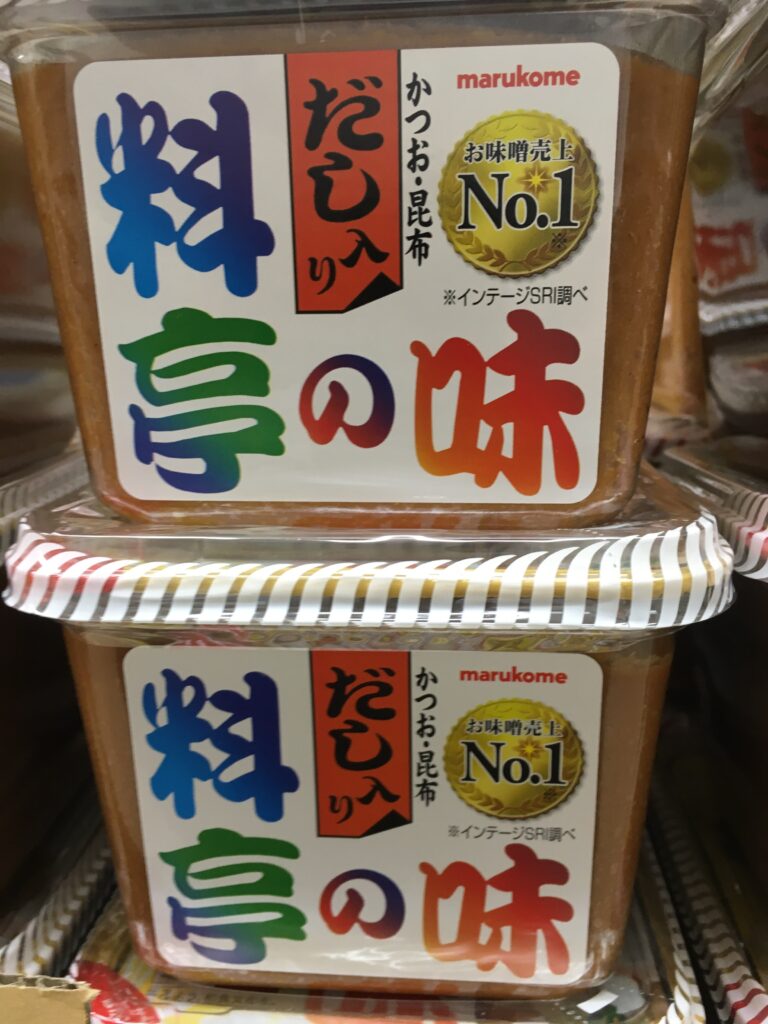 料亭の味
だし入り
かつお・昆布
marukome
お味噌売上
No.1
※
※インテージSRI調べ
料亭の味
だし入り
かつお・昆布
marukome
お味噌売上
No.1
※
※インテージSRI調べ